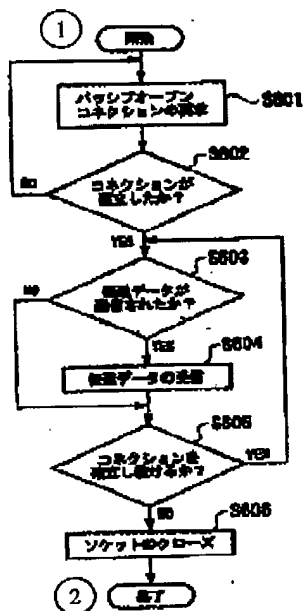 1
開始
パッシブオープン
コネクションの要求
S601
S602
コネクションが
確立したか？
NO
YES
S603
データが
されたか？
NO
YES
S604
データの受信
S605
コネクションを
確立し続けるか？
YES
NO
S606
ソケットのクローズ
2
終了